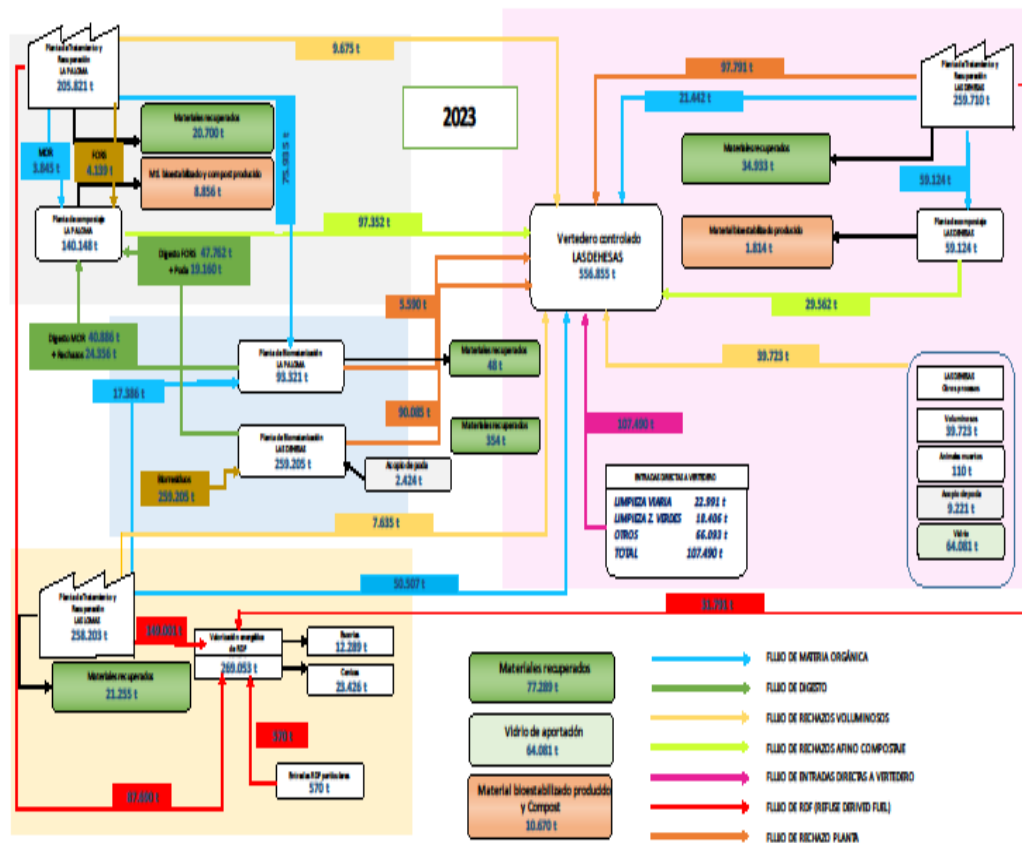 Planta de Tratamiento y
Recuperación
LA PALOMA
205.821 t
9.675 t
2023
97.791 t
21.442 t
Planta de Tratamiento y
Recuperación
LAS DEHESAS
259.710 t
Materiales recuperados
20.700 t
MOR
3.845 t
FORS
4.139 t
75.935 t
Mt. bioestabilizado y compost producido
8.856 t
Materiales recuperados
34.933 t
59.124 t
Planta de compostaje
LA PALOMA
140.148 t
97.352 t
Vertedero controlado
LAS DEHESAS
556.855 t
Material bioestabilizado producido
1.814 t
Planta de compostaje
LAS DEHESAS
59.124 t
Digesto FORS 47.762 t
+ Poda 19.160 t
5.590 t
29.562 t
Digesto MOR 40.886 t
+ Rechazos 24.356 t
Planta de Biometanización
LA PALOMA
93.321 t
Materiales recuperados
48 t
39.723 t
17.386 t
LAS DEHESAS
Otros procesos
Voluminosos
39.723 t
Animales muertos
110 t
Acopio de poda
9.221 t
Vidrio
64.081 t
90.085 t
107.490 t
Planta de Biometanización
LAS DEHESAS
259.205 t
Materiales recuperados
354 t
Biorresiduos
259.205 t
Acopio de poda
2.424 t
ENTRADAS DIRECTAS A VERTEDERO
LIMPIEZA VIARIA 22.991 t
LIMPIEZA Z. VERDES 18.406 t
OTROS 66.093 t
TOTAL 107.490 t
7.635 t
50.507 t
31.791 t
Planta de Tratamiento y
Recuperación
LAS LOMAS
258.203 t
149.001 t
Valorización energética
de RDF
269.053 t
Escorias
12.289 t
Cenizas
23.426 t
Materiales recuperados
21.255 t
570 t
Entradas RDF particulares
570 t
Materiales recuperados
77.289 t
Vidrio de aportación
64.081 t
Material bioestabilizado producido
y Compost
10.670 t
FLUJO DE MATERIA ORGÁNICA
FLUJO DE DIGESTO
FLUJO DE RECHAZOS VOLUMINOSOS
FLUJO DE RECHAZOS AFINO COMPOSTAJE
FLUJO DE ENTRADAS DIRECTAS A VERTEDERO
FLUJO DE RDF (REFUSE DERIVED FUEL)
FLUJO DE RECHAZO PLANTA